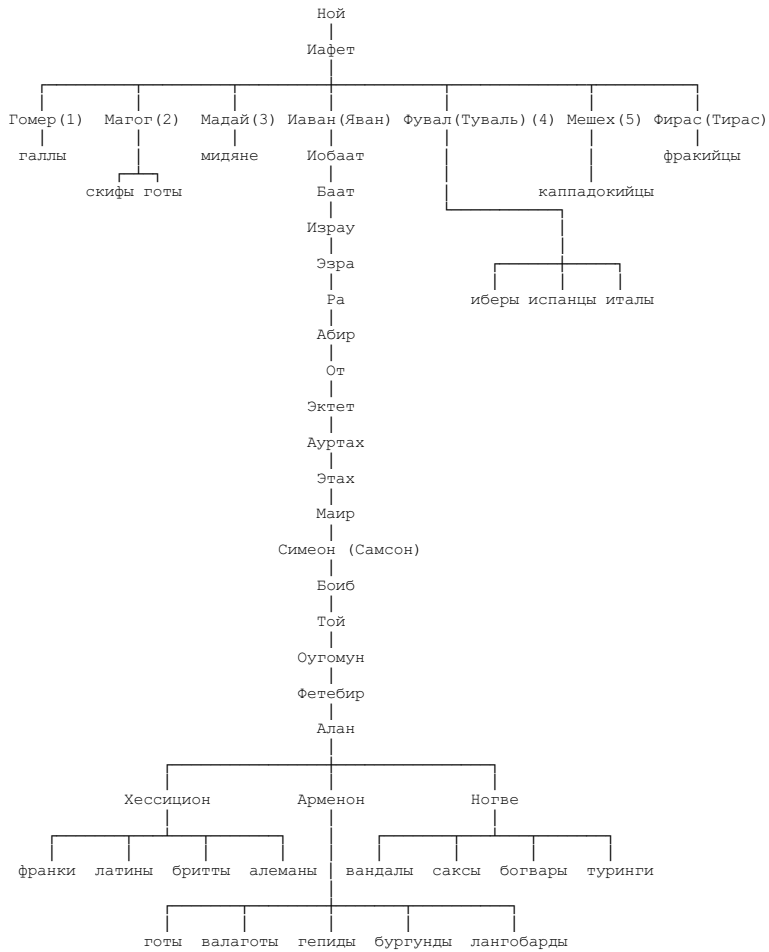 Ной
Иафет
Гомер(1) Магог(2) Мадай(3) Иаван(Яван) Фувал(Туваль)(4) Мешех(5) Фирас(Тирас)
галлы мидяне Иобаат фракийцы
скифы готы Баат каппадокийцы
Израу
Эзра
Ра иберы испанцы италы
Абир
От
Эктет
Ауртах
Этах
Маир
Симеон (Самсон)
Боиб
Той
Оугомун
Фетебир
Алан
Хессицион Арменон Ногве
франки латины бритты алеманы вандалы саксы богвары туринги
готы валаготы гепиды бургунды лангобарды